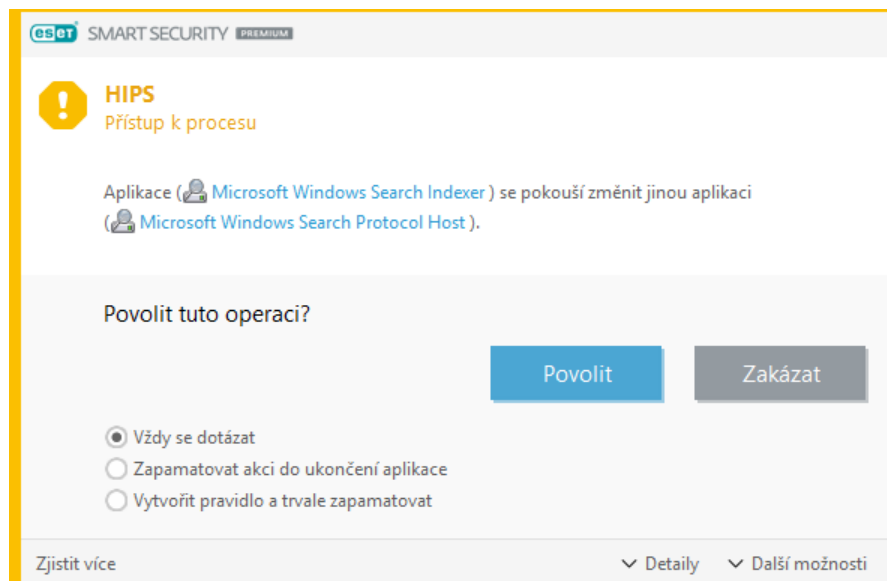 eset SMART SECURITY PREMIUM
HIPS
Přístup k procesu
Aplikace ( Microsoft Windows Search Indexer ) se pokouší změnit jinou aplikaci
( Microsoft Windows Search Protocol Host ).
Povolit tuto operaci?
Povolit Zakázat
Vždy se dotázat
Zapamatovat akci do ukončení aplikace
Vytvořit pravidlo a trvale zapamatovat
Zjistit více Detaily Další možnosti